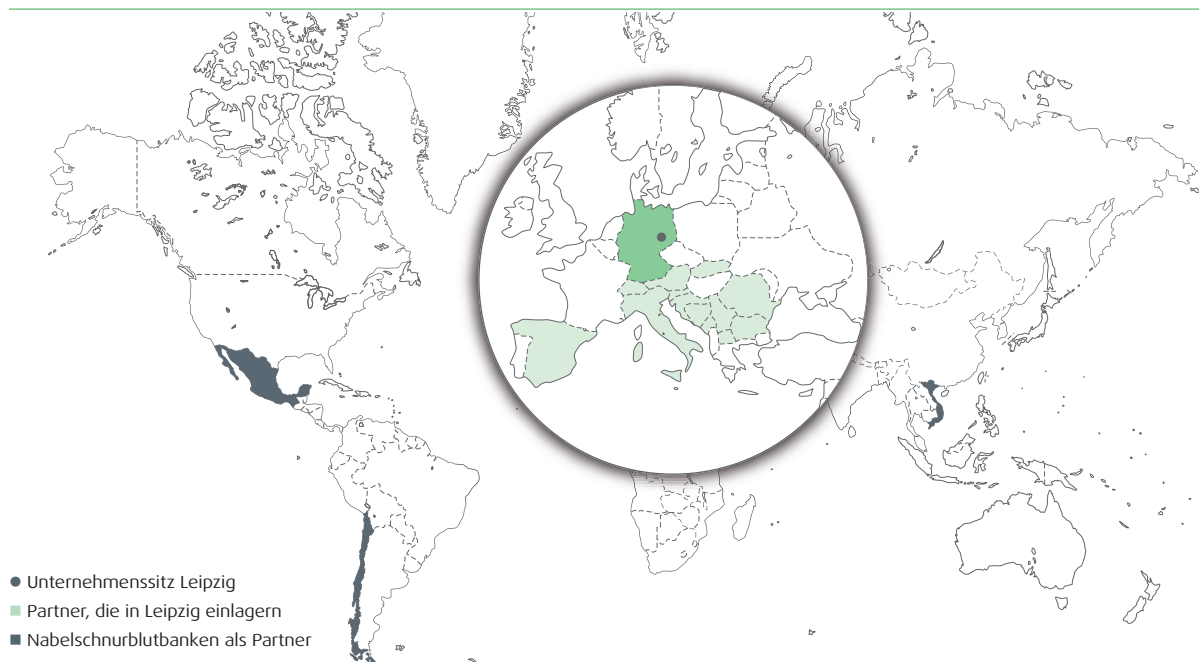 Unternehmenssitz Leipzig
Partner, die in Leipzig einlagern
Nabelschnurblutbanken als Partner